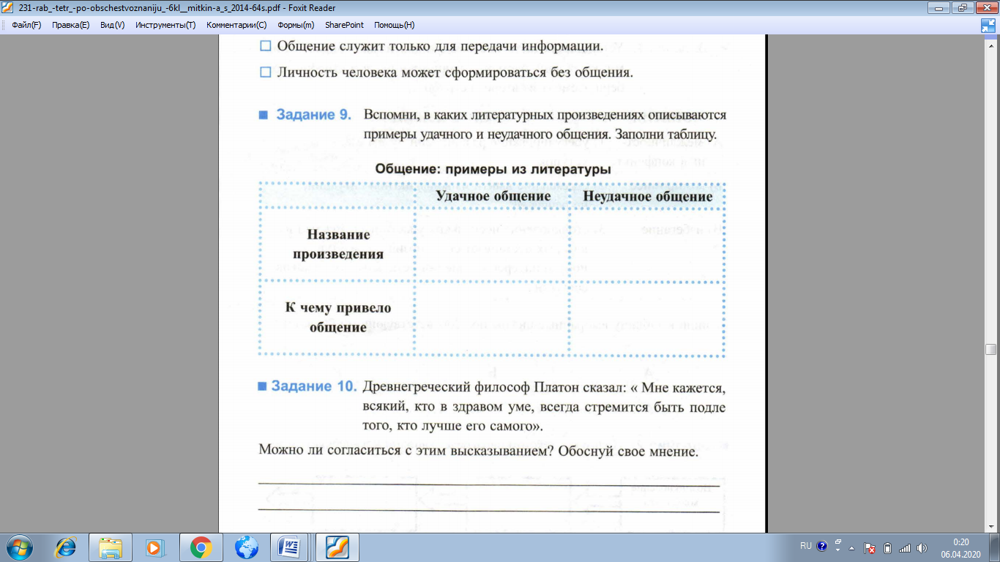 231-rab_-tetr_-po-obschestvoznaniju_-6kl__mitkin-a_s_2014-64s.pdf - Foxit Reader
Файл(F) Правка(E) Вид(V) Инструменты(T) Комментарии(C) Формы(m) SharePoint Помощь(H)
Общение служит только для передачи информации.
Личность человека может сформироваться без общения.
Задание 9. Вспомни, в каких литературных произведениях описываются
примеры удачного и неудачного общения. Заполни таблицу.
Общение: примеры из литературы
Удачное общение Неудачное общение
Название
произведения
К чему привело
общение
Задание 10. Древнегреческий философ Платон сказал: « Мне кажется,
всякий, кто в здравом уме, всегда стремится быть подле
того, кто лучше его самого».
Можно ли согласиться с этим высказыванием? Обоснуй свое мнение.
RU 0:20
06.04.2020